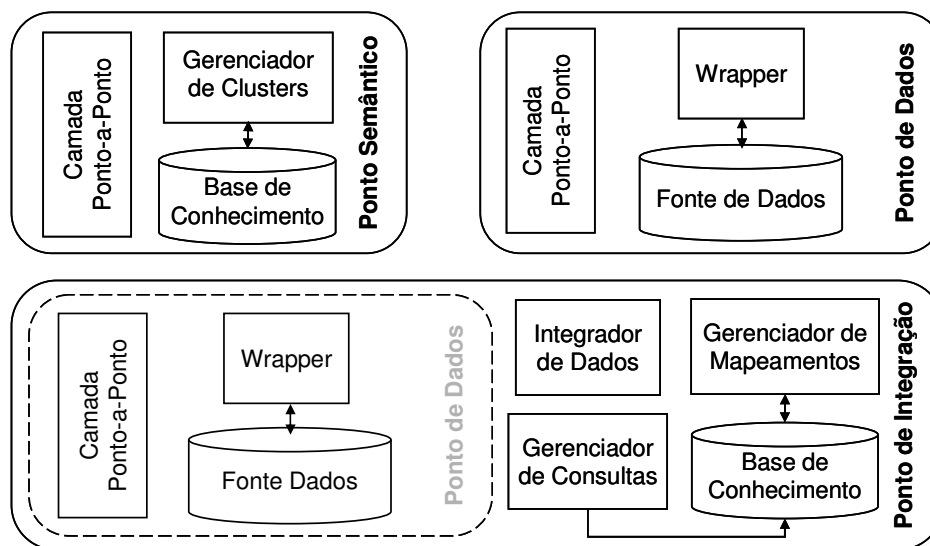 Camada
Ponto-a-Ponto
Gerenciador
de Clusters
Base de
Conhecimento
Ponto Semântico
Camada
Ponto-a-Ponto
Wrapper
Fonte de Dados
Ponto de Dados
Camada
Ponto-a-Ponto
Wrapper
Fonte Dados
Ponto de Dados
Integrador
de Dados
Gerenciador de
Mapeamentos
Gerenciador
de Consultas
Base de
Conhecimento
Ponto de Integração